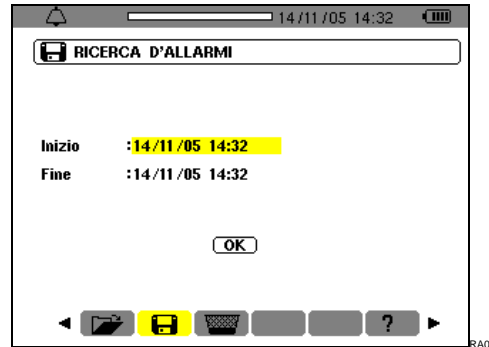 14/11/05 14:32
RICERCA D'ALLARMI
Inizio :14/11/05 14:32
Fine :14/11/05 14:32
OK
?
RA0